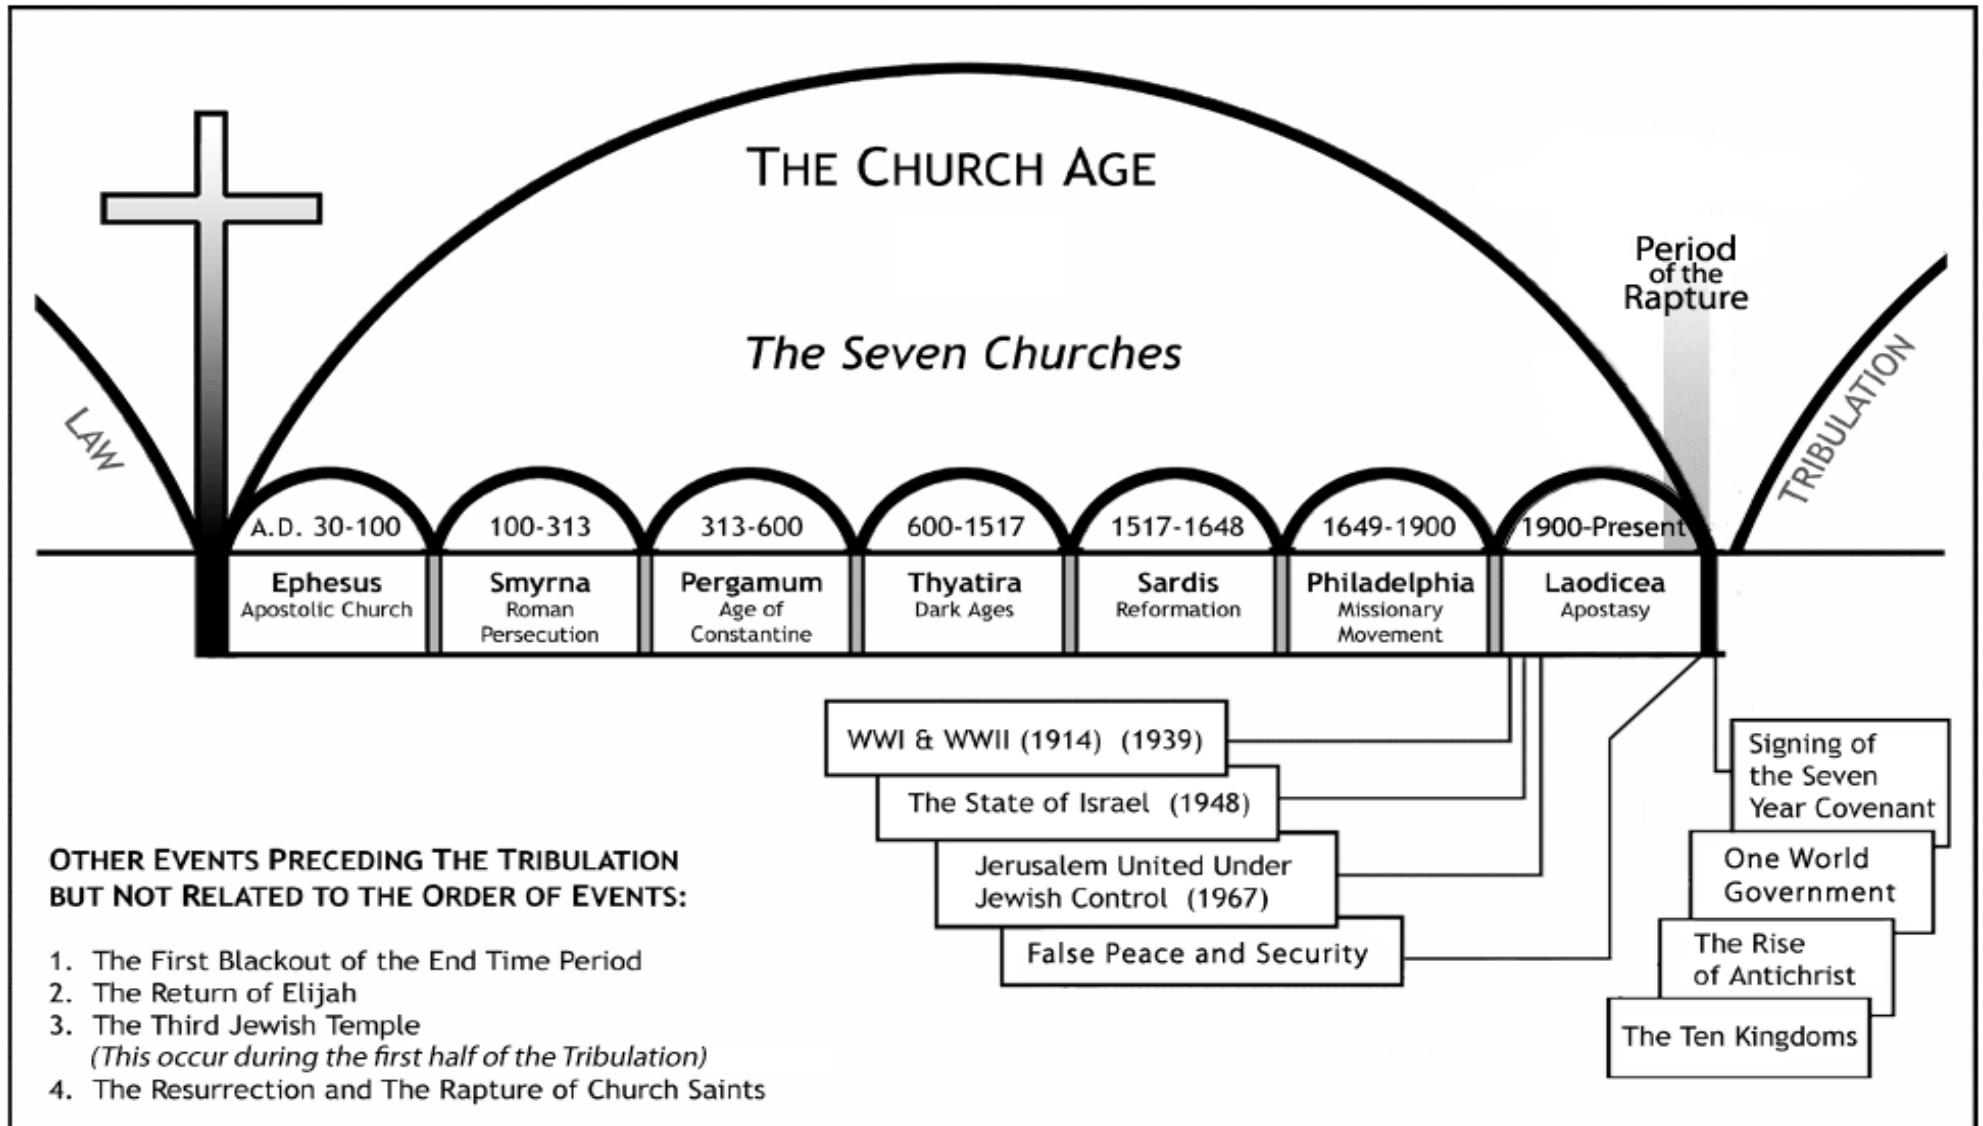 THE CHURCH AGE
Period
of the
Rapture
The Seven Churches
LAW
TRIBULATION
A.D. 30-100
100-313
313-600
600-1517
1517-1648
1649-1900
1900-Present
Ephesus
Apostolic Church
Smyrna
Roman
Persecution
Pergamum
Age of
Constantine
Thyatira
Dark Ages
Sardis
Reformation
Philadelphia
Missionary
Movement
Laodicea
Apostasy
WWI & WWII (1914) (1939)
The State of Israel (1948)
Jerusalem United Under
Jewish Control (1967)
False Peace and Security
Signing of
the Seven
Year Covenant
One World
Government
The Rise
of Antichrist
The Ten Kingdoms
OTHER EVENTS PRECEDING THE TRIBULATION
BUT NOT RELATED TO THE ORDER OF EVENTS:
1. The First Blackout of the End Time Period
2. The Return of Elijah
3. The Third Jewish Temple
(This occur during the first half of the Tribulation)
4. The Resurrection and The Rapture of Church Saints